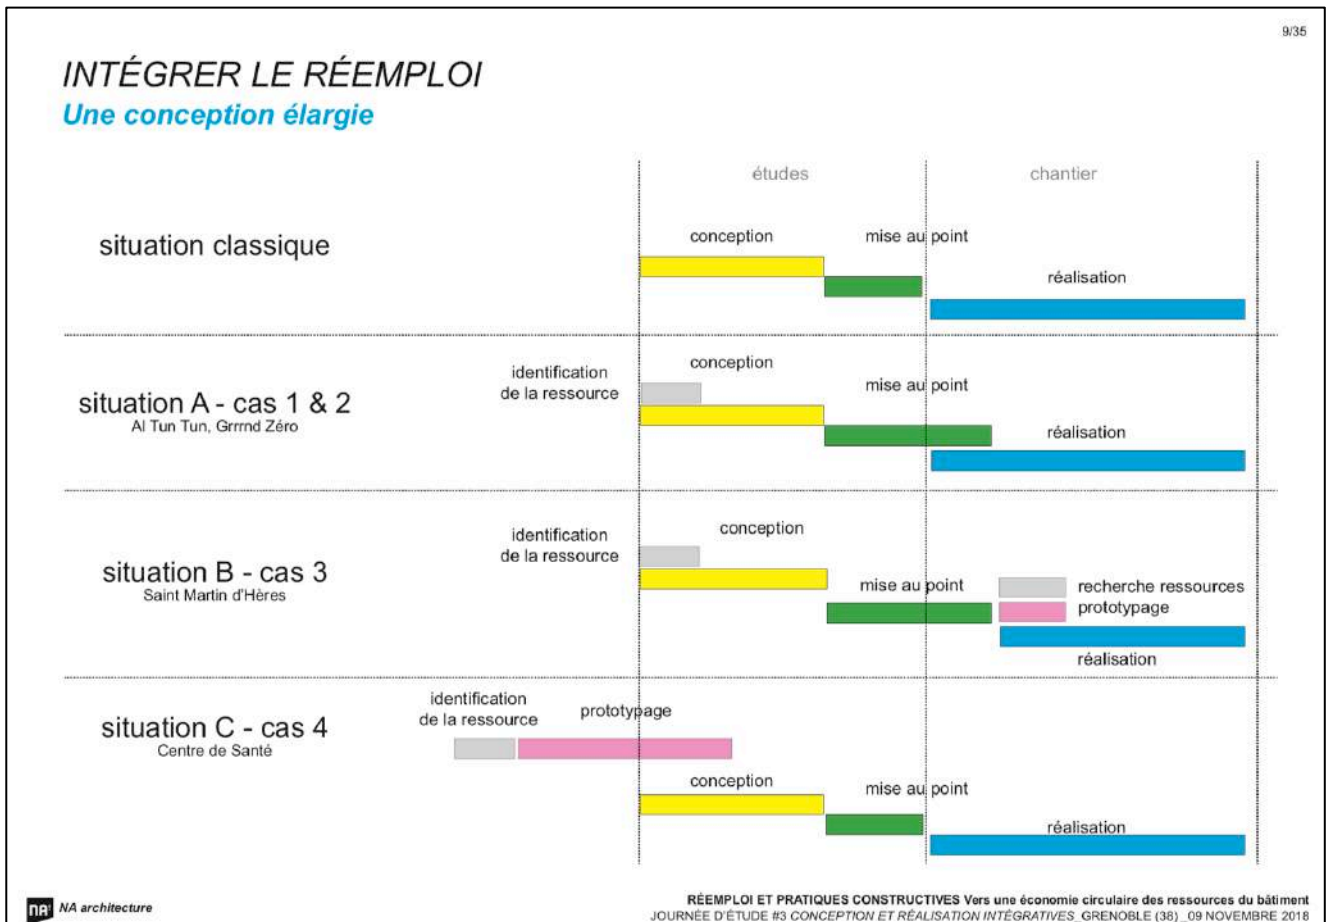 9/35
INTÉGRER LE RÉEMPLOI
Une conception élargie
études
chantier
situation classique
conception
mise au point
réalisation
situation A - cas 1 & 2
Al Tun Tun, Grrrnd Zéro
identification
de la ressource
conception
mise au point
réalisation
situation B - cas 3
Saint Martin d'Hères
identification
de la ressource
conception
mise au point
recherche ressources
prototypage
réalisation
situation C - cas 4
Centre de Santé
identification
de la ressource
prototypage
conception
mise au point
réalisation
NA NA architecture
RÉEMPLOI ET PRATIQUES CONSTRUCTIVES Vers une économie circulaire des ressources du bâtiment
JOURNÉE D'ÉTUDE #3 CONCEPTION ET RÉALISATION INTÉGRATIVES_GRENOBLE (38)_09 NOVEMBRE 2018